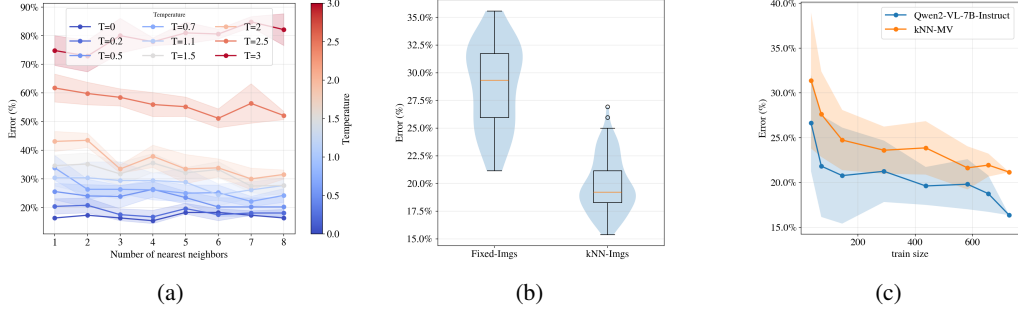 90%
80%
70%
60%
50%
40%
30%
20%
Error (%)
Temperature
T=0
T=0.2
T=0.5
T=0.7
T=1.1
T=1.5
T=2
T=2.5
T=3
1 2 3 4 5 6 7 8
Number of nearest neighbors
3.0
2.5
2.0
1.5
1.0
0.5
0.0
Temperature
(a)
35.0%
32.5%
30.0%
27.5%
25.0%
22.5%
20.0%
17.5%
15.0%
Error (%)
Fixed-Imgs kNN-Imgs
(b)
40.0%
35.0%
30.0%
25.0%
20.0%
15.0%
Error (%)
Qwen2-VL-7B-Instruct
kNN-MV
200 400 600
train size
(c)